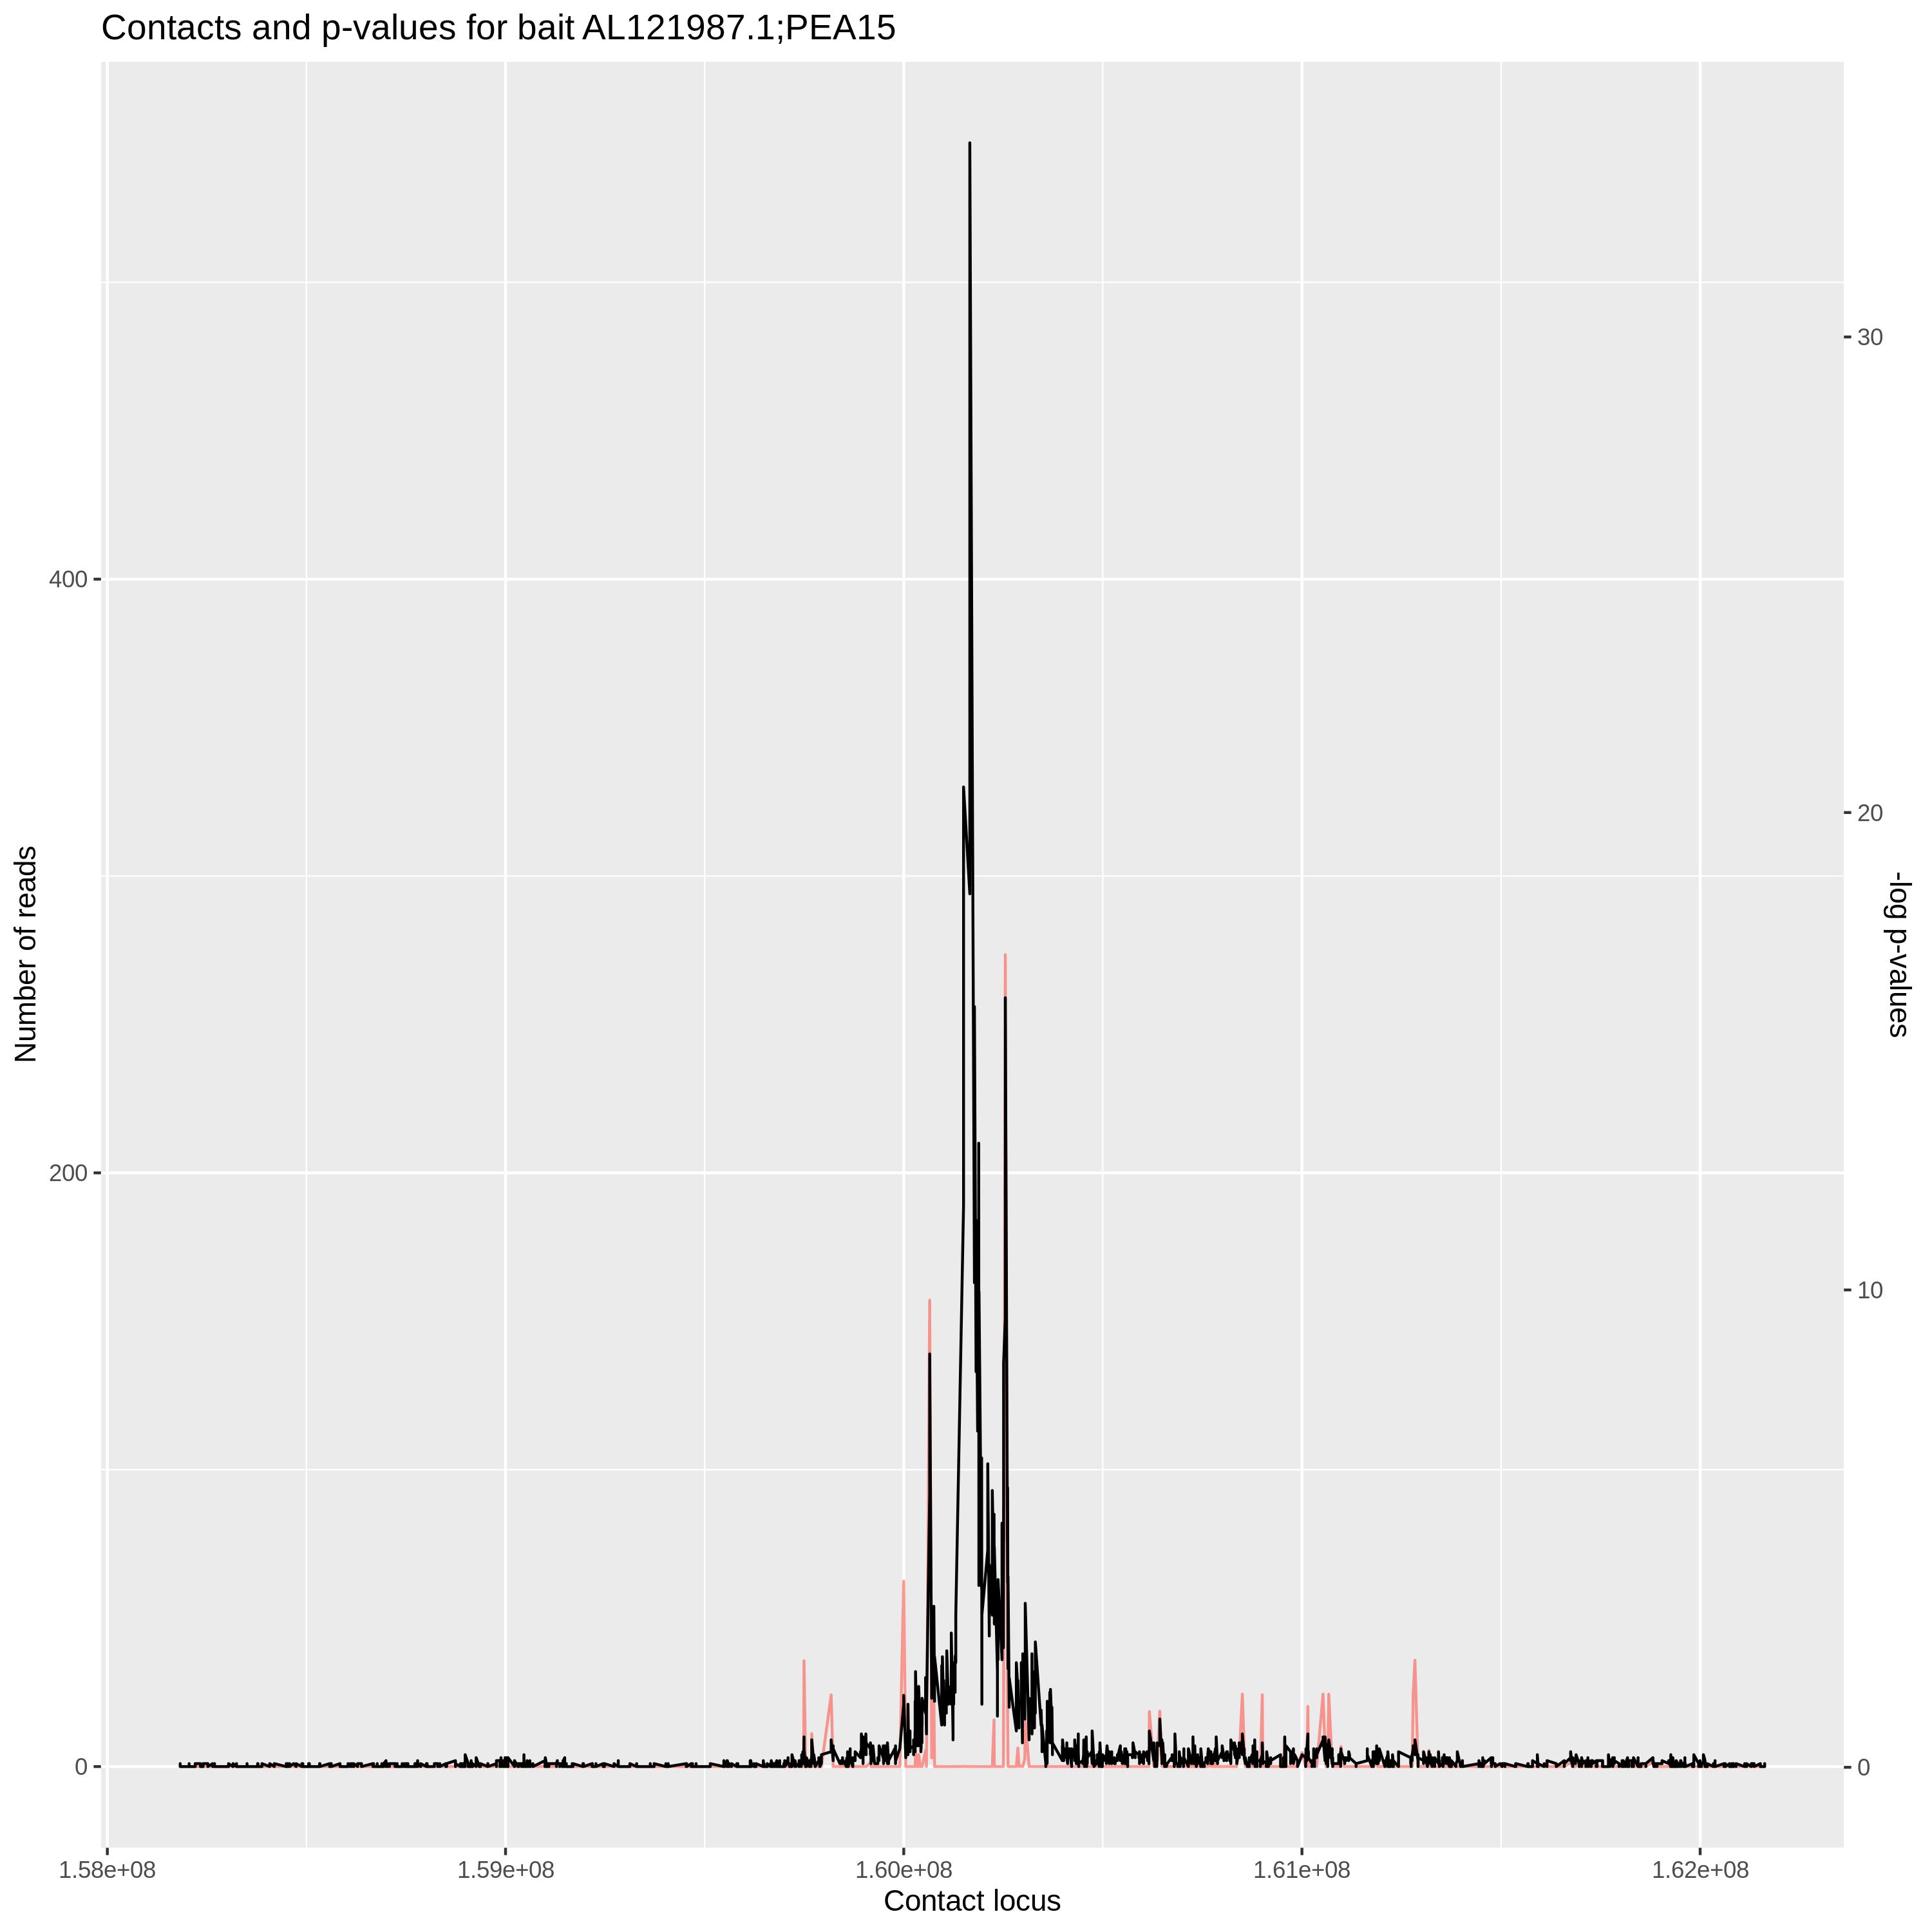 Contacts and p-values for bait AL121987.1;PEA15
Number of reads
400
200
0
30
20
10
0
-log p-values
1.58e+08
1.59e+08
1.60e+08
1.61e+08
1.62e+08
Contact locus